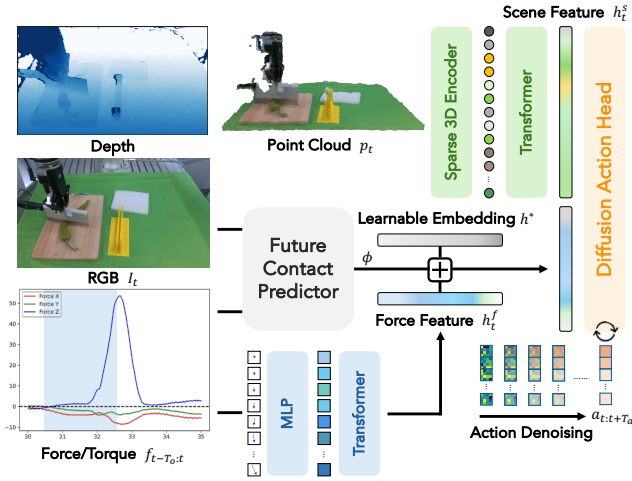 Scene Feature h_t^s
Depth
Point Cloud p_t
Sparse 3D Encoder
Transformer
Diffusion Action Head
RGB I_t
Future
Contact
Predictor
ϕ
Learnable Embedding h*
+
Force Feature h_t^f
Force X
Force Y
Force Z
50
40
30
20
10
0
−10
30 31 32 33 34 35
Force/Torque f_{t−T_o:t}
MLP
Transformer
Action Denoising
a_{t:t+T_a}